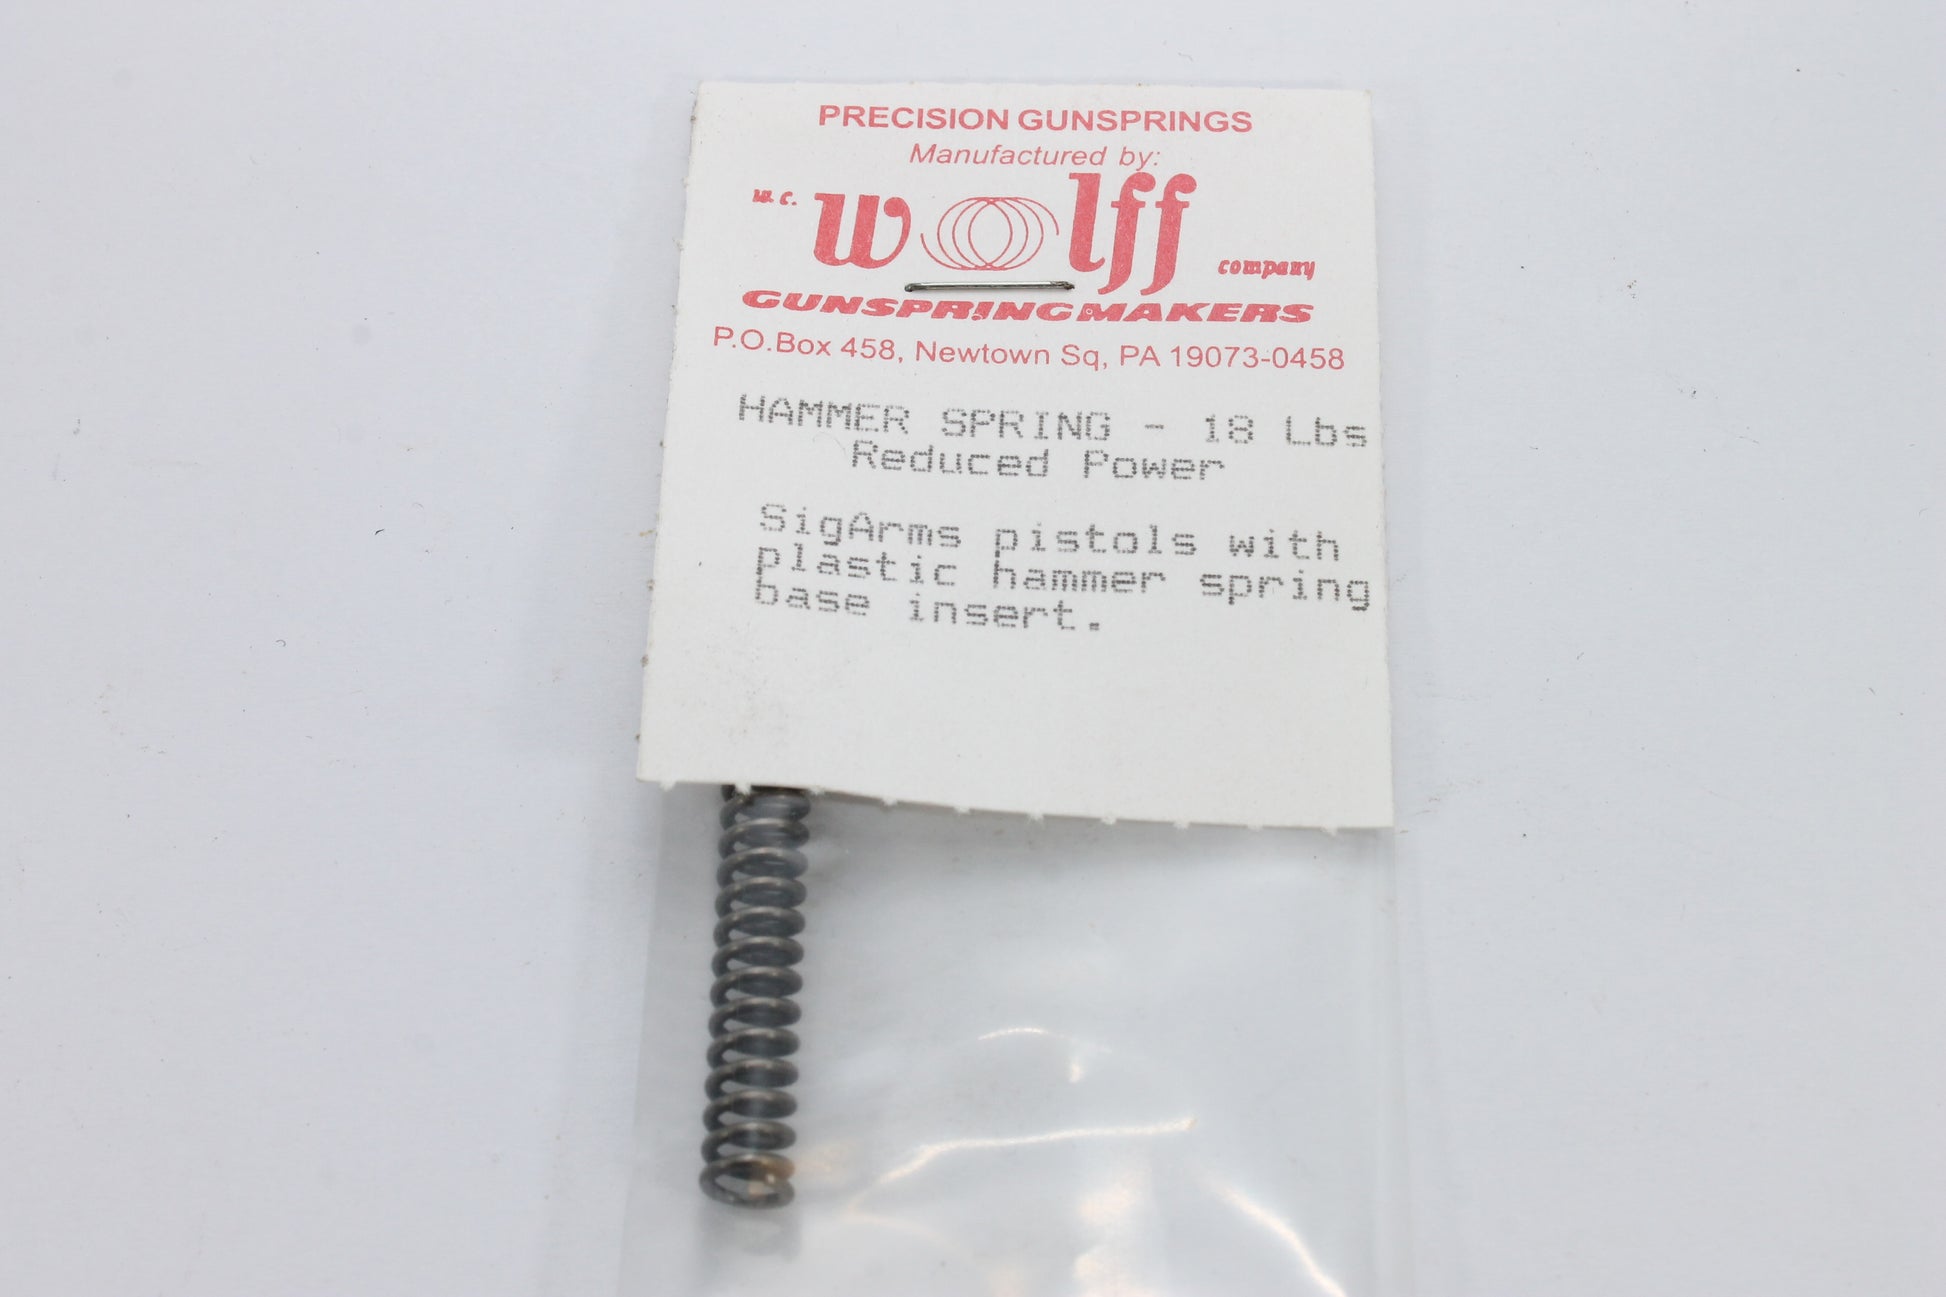 PRECISION GUNSPRINGS
Manufactured by:
w.c. wolff company
GUNSPRINGMAKERS
P.O.Box 458, Newtown Sq, PA 19073-0458
HAMMER SPRING - 18 Lbs
Reduced Power
SigArms pistols with
plastic hammer spring
base insert.